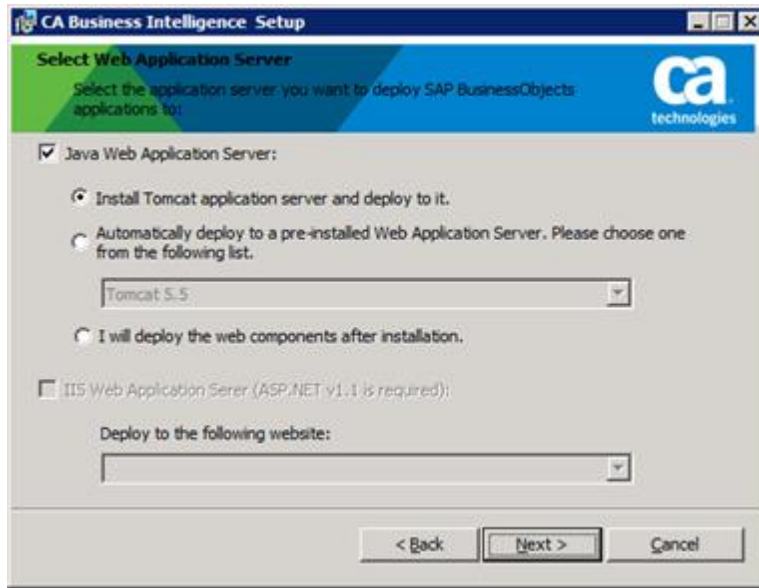 CA Business Intelligence Setup
Select Web Application Server
Select the application server you want to deploy SAP BusinessObjects
applications to:
ca
technologies
Java Web Application Server:
Install Tomcat application server and deploy to it.
Automatically deploy to a pre-installed Web Application Server. Please choose one
from the following list.
Tomcat 5.5
I will deploy the web components after installation.
IIS Web Application Serer (ASP.NET v1.1 is required):
Deploy to the following website:
< Back
Next >
Cancel